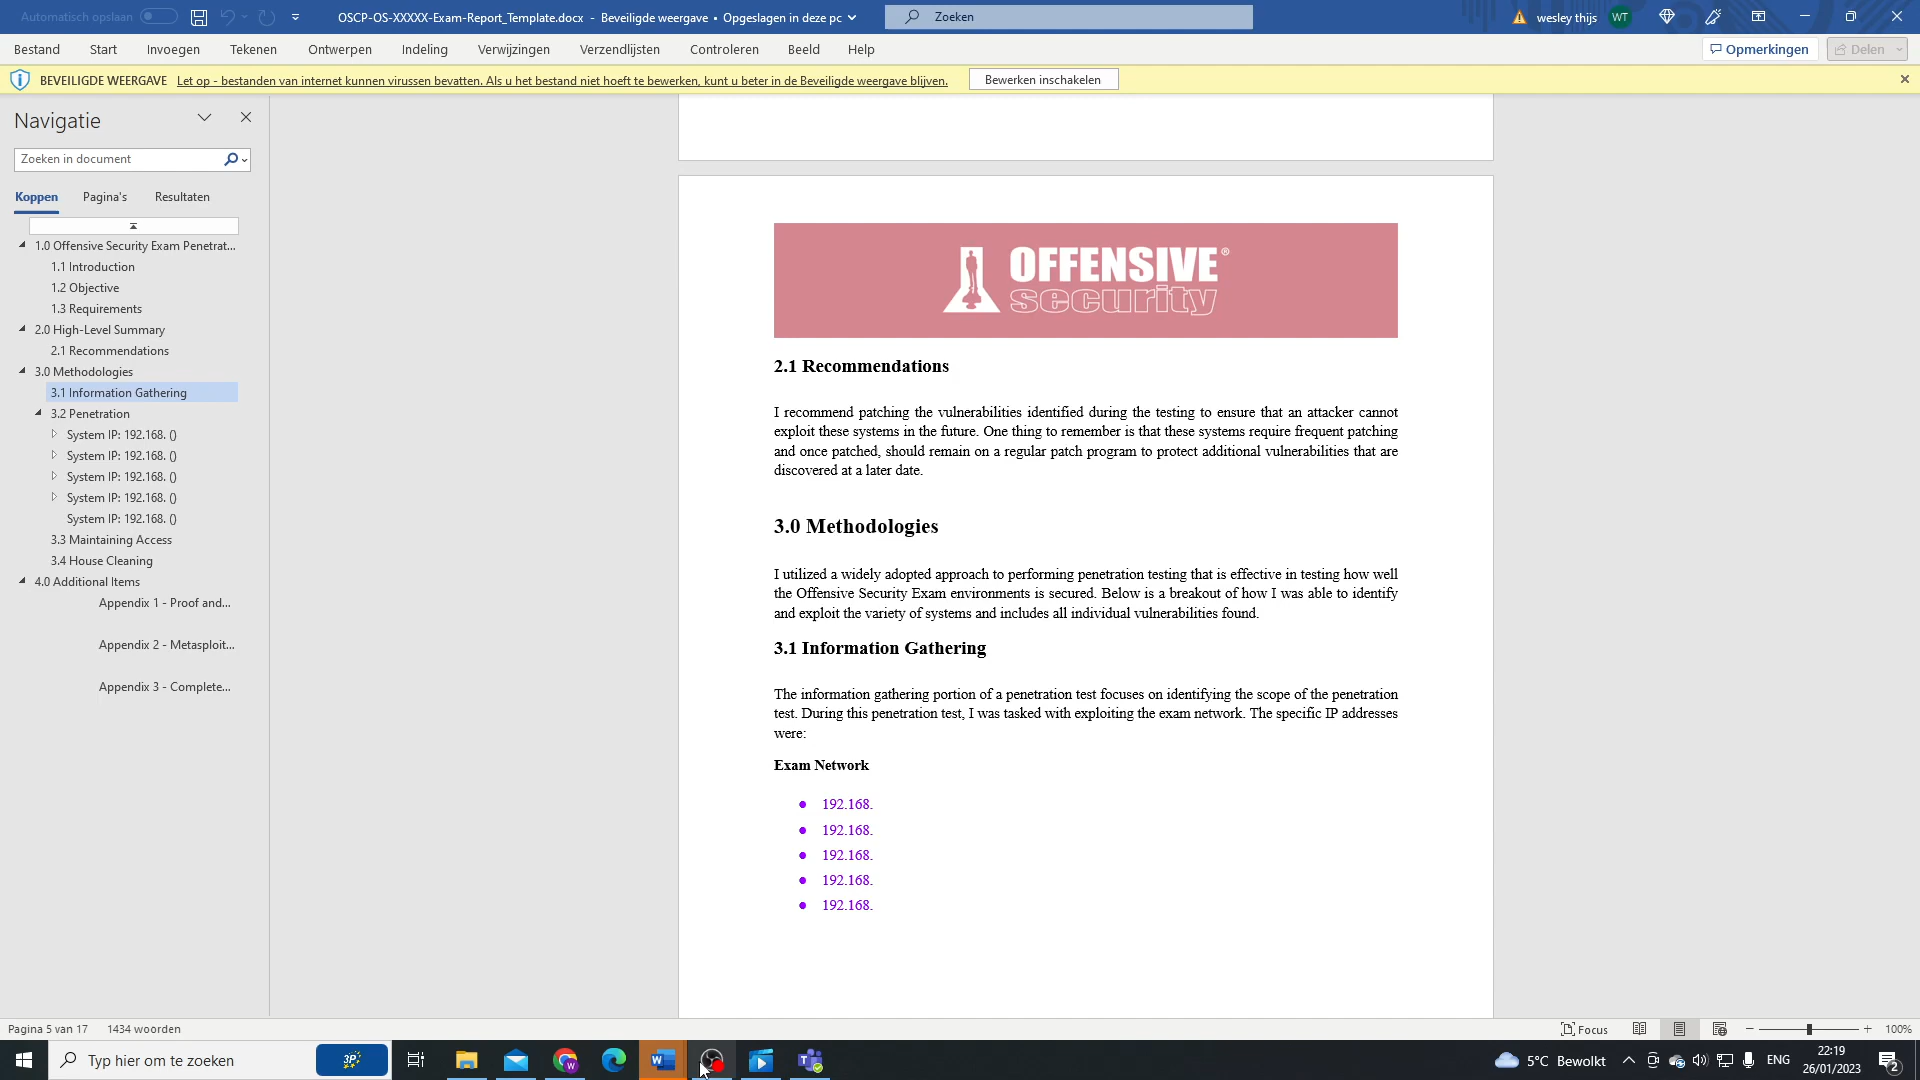 Automatisch opslaan
OSCP-OS-XXXXX-Exam-Report_Template.docx - Beveiligde weergave • Opgeslagen in deze pc
Zoeken
wesley thijs
WT
Bestand Start Invoegen Tekenen Ontwerpen Indeling Verwijzingen Verzendlijsten Controleren Beeld Help
Opmerkingen
Delen
BEVEILIGDE WEERGAVE Let op - bestanden van internet kunnen virussen bevatten. Als u het bestand niet hoeft te bewerken, kunt u beter in de Beveiligde weergave blijven.
Bewerken inschakelen
Navigatie
Zoeken in document
Koppen Pagina's Resultaten
1.0 Offensive Security Exam Penetrat...
1.1 Introduction
1.2 Objective
1.3 Requirements
2.0 High-Level Summary
2.1 Recommendations
3.0 Methodologies
3.1 Information Gathering
3.2 Penetration
System IP: 192.168. ()
System IP: 192.168. ()
System IP: 192.168. ()
System IP: 192.168. ()
System IP: 192.168. ()
3.3 Maintaining Access
3.4 House Cleaning
4.0 Additional Items
Appendix 1 - Proof and...
Appendix 2 - Metasploit...
Appendix 3 - Complete...
OFFENSIVE®
security
2.1 Recommendations
I recommend patching the vulnerabilities identified during the testing to ensure that an attacker cannot
exploit these systems in the future. One thing to remember is that these systems require frequent patching
and once patched, should remain on a regular patch program to protect additional vulnerabilities that are
discovered at a later date.
3.0 Methodologies
I utilized a widely adopted approach to performing penetration testing that is effective in testing how well
the Offensive Security Exam environments is secured. Below is a breakout of how I was able to identify
and exploit the variety of systems and includes all individual vulnerabilities found.
3.1 Information Gathering
The information gathering portion of a penetration test focuses on identifying the scope of the penetration
test. During this penetration test, I was tasked with exploiting the exam network. The specific IP addresses
were:
Exam Network
● 192.168.
● 192.168.
● 192.168.
● 192.168.
● 192.168.
Pagina 5 van 17 1434 woorden
Focus
100%
Typ hier om te zoeken
5°C Bewolkt
ENG
22:19
26/01/2023
2